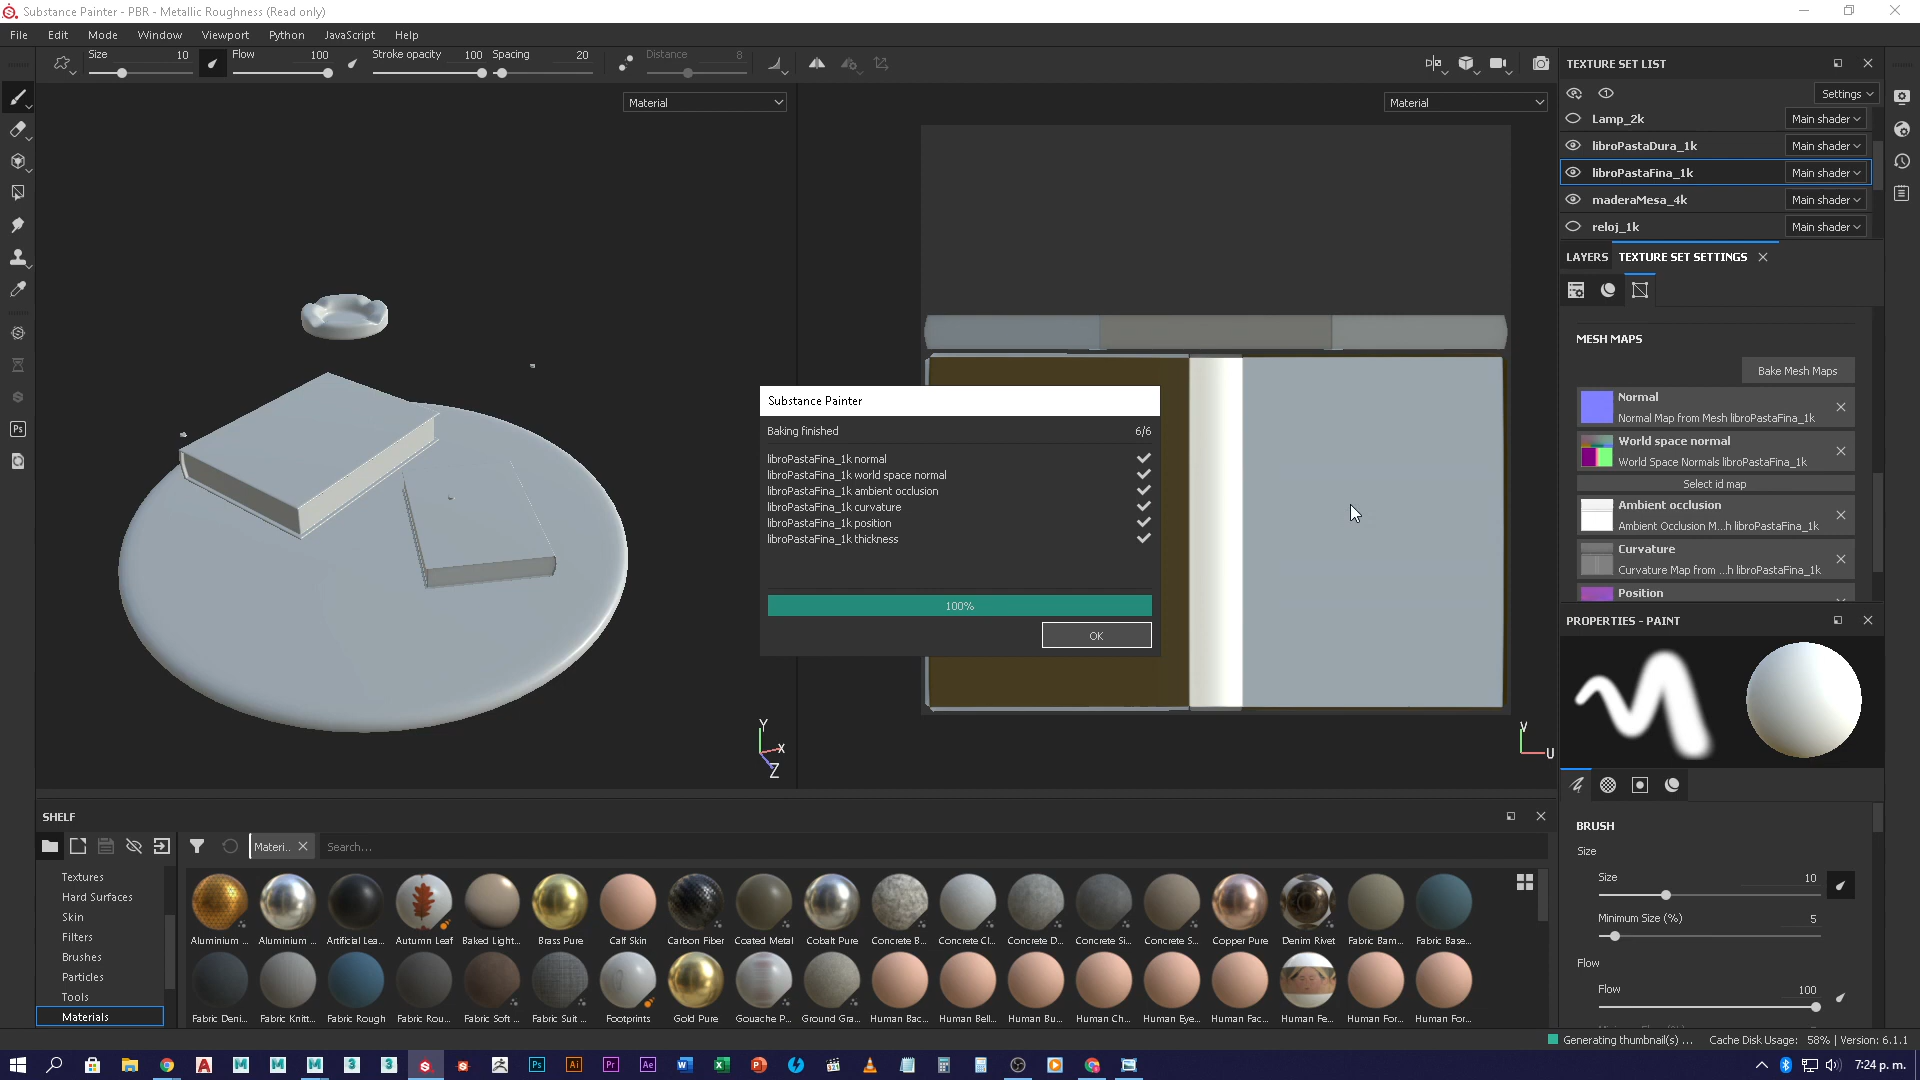 Substance Painter - PBR - Metallic Roughness (Read only)
File Edit Mode Window Viewport Python JavaScript Help
Size 10 Flow 100 Stroke opacity 100 Spacing 20 Distance 8
Material
Material
TEXTURE SET LIST
Settings
Lamp_2k Main shader
libroPastaDura_1k Main shader
libroPastaFina_1k Main shader
maderaMesa_4k Main shader
reloj_1k Main shader
LAYERS TEXTURE SET SETTINGS
MESH MAPS
Bake Mesh Maps
Normal
Normal Map from Mesh libroPastaFina_1k
World space normal
World Space Normals libroPastaFina_1k
Select id map
Ambient occlusion
Ambient Occlusion M...h libroPastaFina_1k
Curvature
Curvature Map from ...h libroPastaFina_1k
Position
Substance Painter
Baking finished 6/6
libroPastaFina_1k normal
libroPastaFina_1k world space normal
libroPastaFina_1k ambient occlusion
libroPastaFina_1k curvature
libroPastaFina_1k position
libroPastaFina_1k thickness
100%
OK
Y
X
Z
V
U
PROPERTIES - PAINT
BRUSH
Size
Size 10
Minimum Size (%) 5
Flow
Flow 100
SHELF
Materi.. Search...
Textures
Hard Surfaces
Skin
Filters
Brushes
Particles
Tools
Materials
Aluminium ... Aluminium ... Artificial Lea... Autumn Leaf Baked Light... Brass Pure Calf Skin Carbon Fiber Coated Metal Cobalt Pure Concrete B... Concrete Cl... Concrete D... Concrete Si... Concrete S... Copper Pure Denim Rivet Fabric Bam... Fabric Base...
Fabric Deni... Fabric Knitt... Fabric Rough Fabric Rou... Fabric Soft ... Fabric Suit ... Footprints Gold Pure Gouache P... Ground Gra... Human Bac... Human Bell... Human Bu... Human Ch... Human Eye... Human Fac... Human Fe... Human For... Human For...
Generating thumbnail(s) ... Cache Disk Usage: 58% | Version: 6.1.1
7:24 p. m.